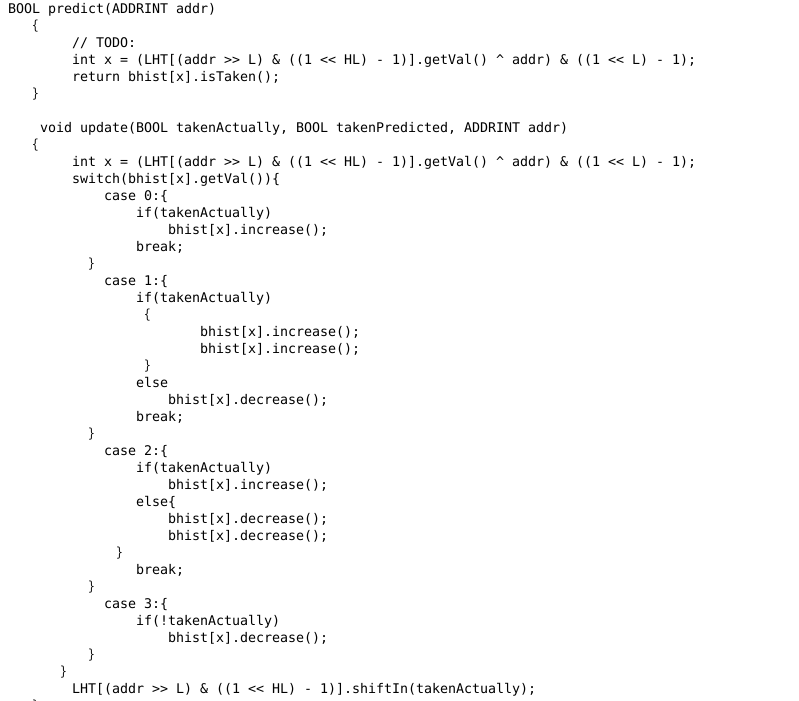 BOOL predict(ADDRINT addr)
{
// TODO:
int x = (LHT[(addr >> L) & ((1 << HL) - 1)].getVal() ^ addr) & ((1 << L) - 1);
return bhist[x].isTaken();
}
void update(BOOL takenActually, BOOL takenPredicted, ADDRINT addr)
{
int x = (LHT[(addr >> L) & ((1 << HL) - 1)].getVal() ^ addr) & ((1 << L) - 1);
switch(bhist[x].getVal()){
case 0:{
if(takenActually)
bhist[x].increase();
break;
}
case 1:{
if(takenActually)
{
bhist[x].increase();
bhist[x].increase();
}
else
bhist[x].decrease();
break;
}
case 2:{
if(takenActually)
bhist[x].increase();
else{
bhist[x].decrease();
bhist[x].decrease();
}
break;
}
case 3:{
if(!takenActually)
bhist[x].decrease();
}
}
LHT[(addr >> L) & ((1 << HL) - 1)].shiftIn(takenActually);